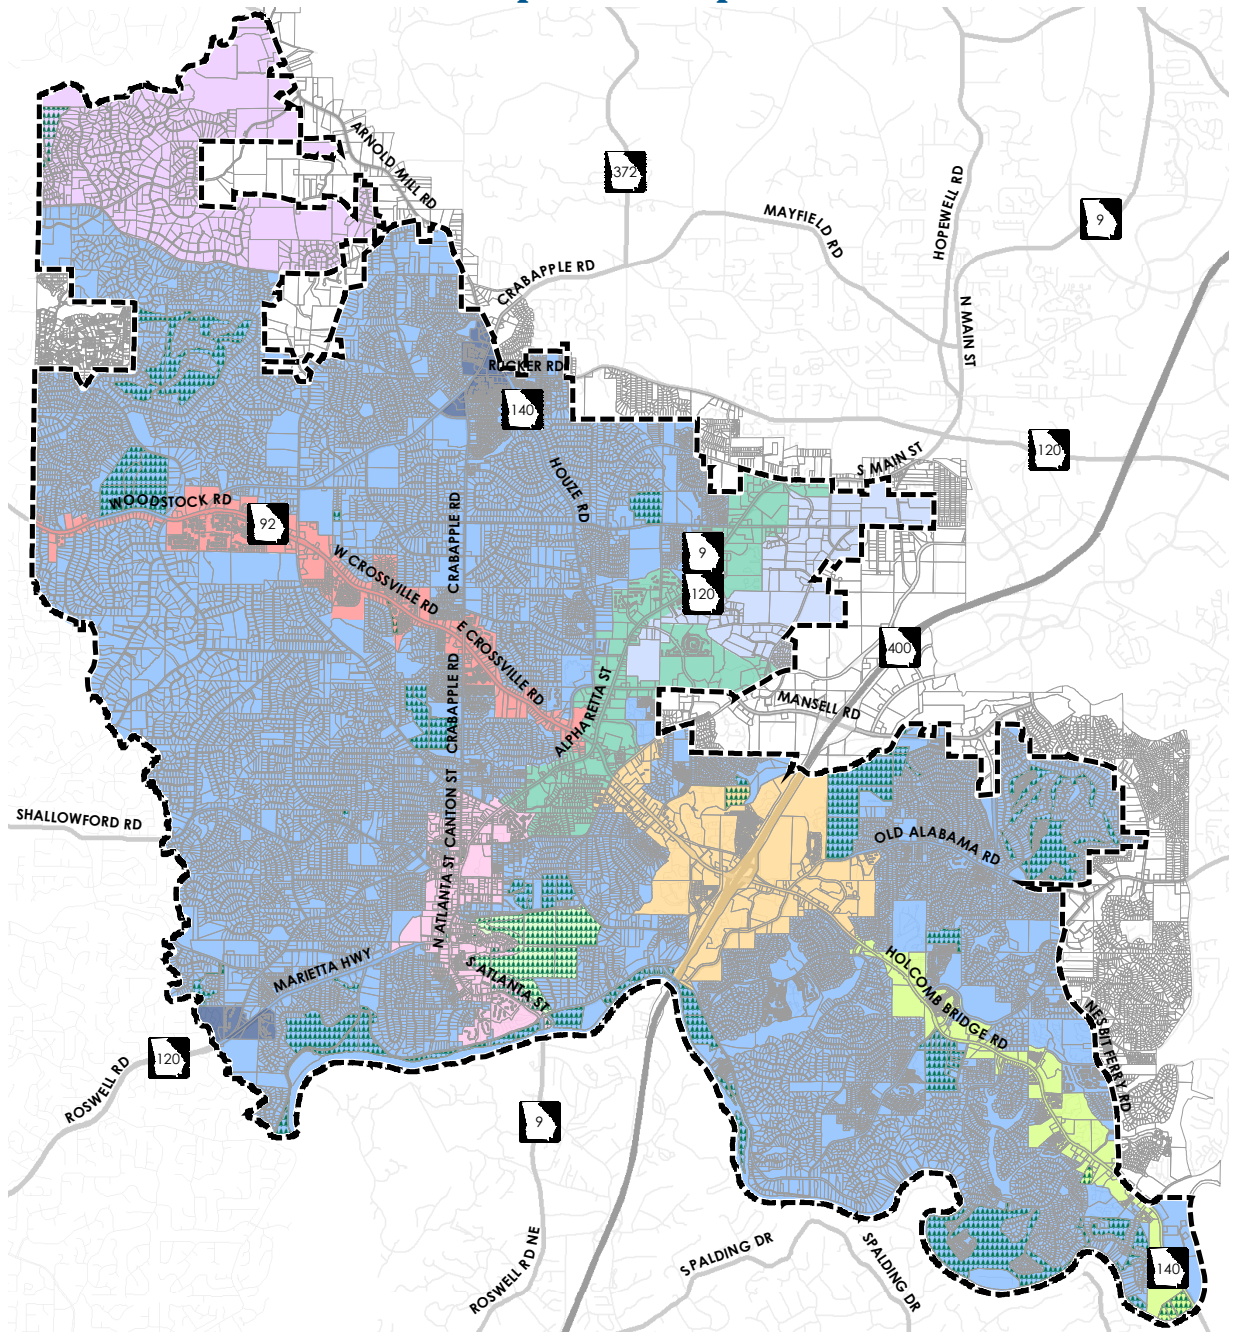 ARNOLD MILL RD
372
MAYFIELD RD
HOPEWELL RD
9
CRABAPPLE RD
N MAIN ST
RUCKER RD
140
120
S MAIN ST
HOUZE RD
WOODSTOCK RD
92
CRABAPPLE RD
W CROSSVILLE RD
9
120
E CROSSVILLE RD
400
CRABAPPLE RD
ALPHARETTA ST
MANSELL RD
CANTON ST
SHALLOWFORD RD
OLD ALABAMA RD
N ATLANTA ST
MARIETTA HWY
S ATLANTA ST
HOLCOMB BRIDGE RD
NESBIT FERRY RD
120
ROSWELL RD
9
ROSWELL RD NE
SPALDING DR
SPALDING DR
140